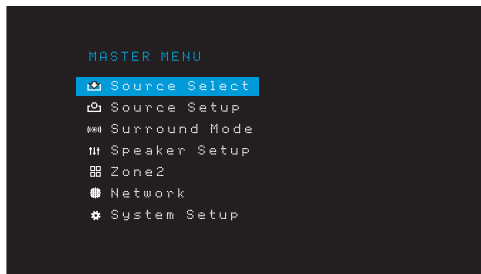 MASTER MENU
Source Select
Source Setup
Surround Mode
Speaker Setup
Zone2
Network
System Setup